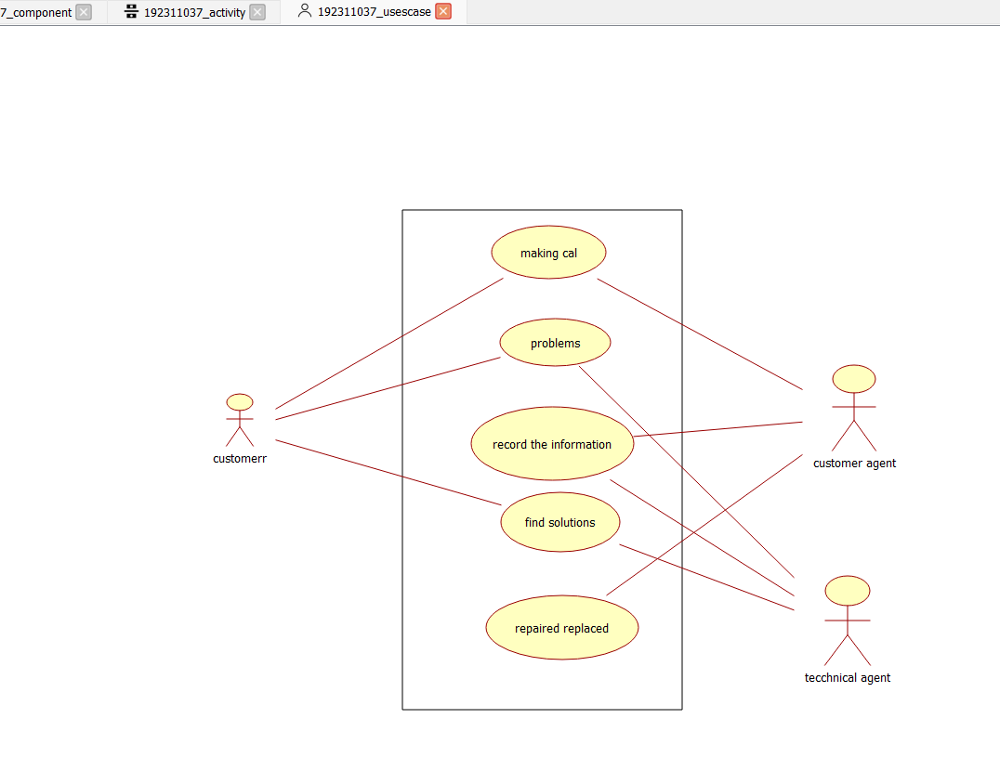 7_component
192311037_activity
192311037_usescase
making cal
problems
record the information
find solutions
repaired replaced
customerr
customer agent
tecchnical agent